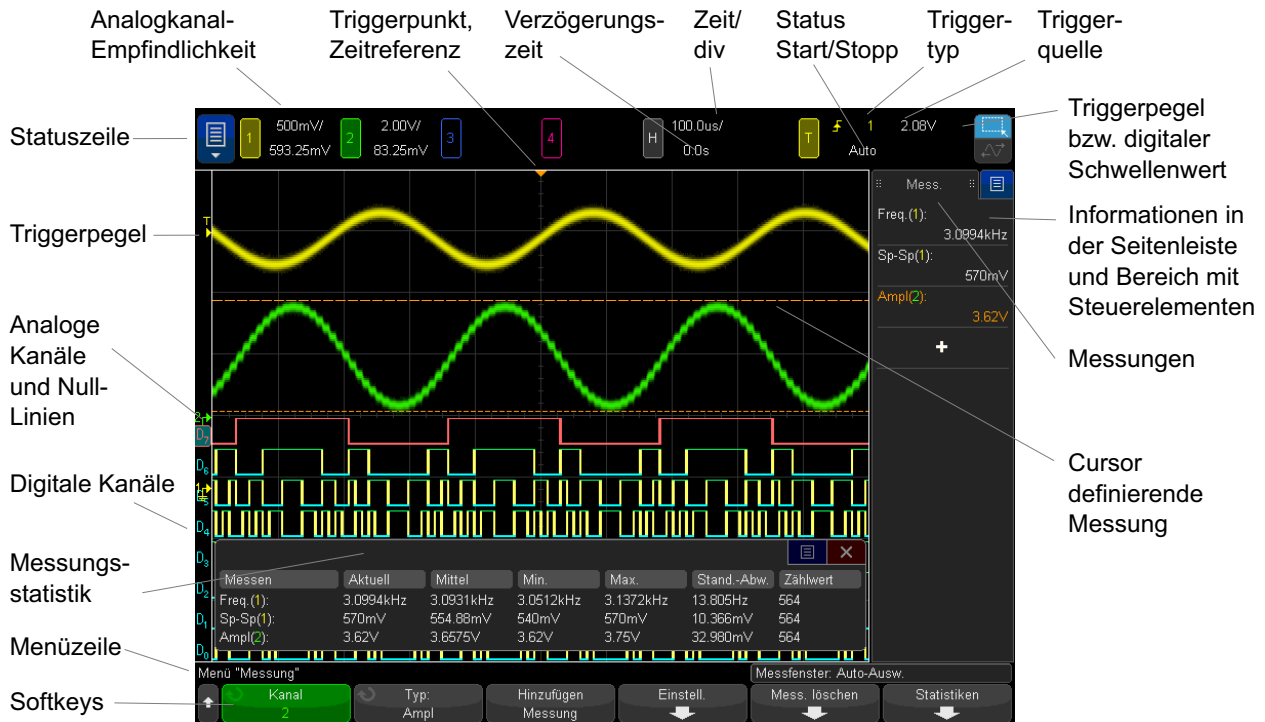 Analogkanal-
Empfindlichkeit
Triggerpunkt,
Zeitreferenz
Verzögerungs-
zeit
Zeit/
div
Status
Start/Stopp
Trigger-
typ
Trigger-
quelle
Statuszeile
1 500mV/ 593.25mV
2 2.00V/ 83.25mV
3
4
H 100.0us/ 0.0s
T 1 2.08V
Auto
Triggerpegel
bzw. digitaler
Schwellenwert
Mess.
Freq.(1):
3.0994kHz
Sp-Sp(1):
570mV
Ampl(2):
3.62V
Informationen in
der Seitenleiste
und Bereich mit
Steuerelementen
Messungen
Cursor
definierende
Messung
T
Triggerpegel
Analoge
Kanäle
und Null-
Linien
2
D7
D6
1
D4
D3
D2
D1
D0
Digitale Kanäle
Messungs-
statistik
Messen Aktuell Mittel Min. Max. Stand.-Abw. Zählwert
Freq.(1): 3.0994kHz 3.0931kHz 3.0512kHz 3.1372kHz 13.805Hz 564
Sp-Sp(1): 570mV 554.88mV 540mV 570mV 10.366mV 564
Ampl(2): 3.62V 3.6575V 3.62V 3.75V 32.980mV 564
Menüzeile
Menü "Messung"
Messfenster: Auto-Ausw.
Softkeys
Kanal
2
Typ:
Ampl
Hinzufügen
Messung
Einstell.
Mess. löschen
Statistiken